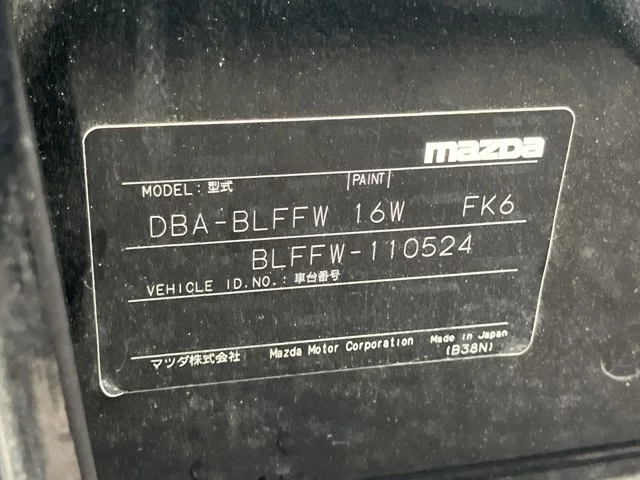 mazda
MODEL: 型式 PAINT
DBA-BLFFW 16W FK6
BLFFW-110524
VEHICLE ID.NO.: 車台番号
マツダ株式会社 Mazda Motor Corporation Made in Japan
(B38N)